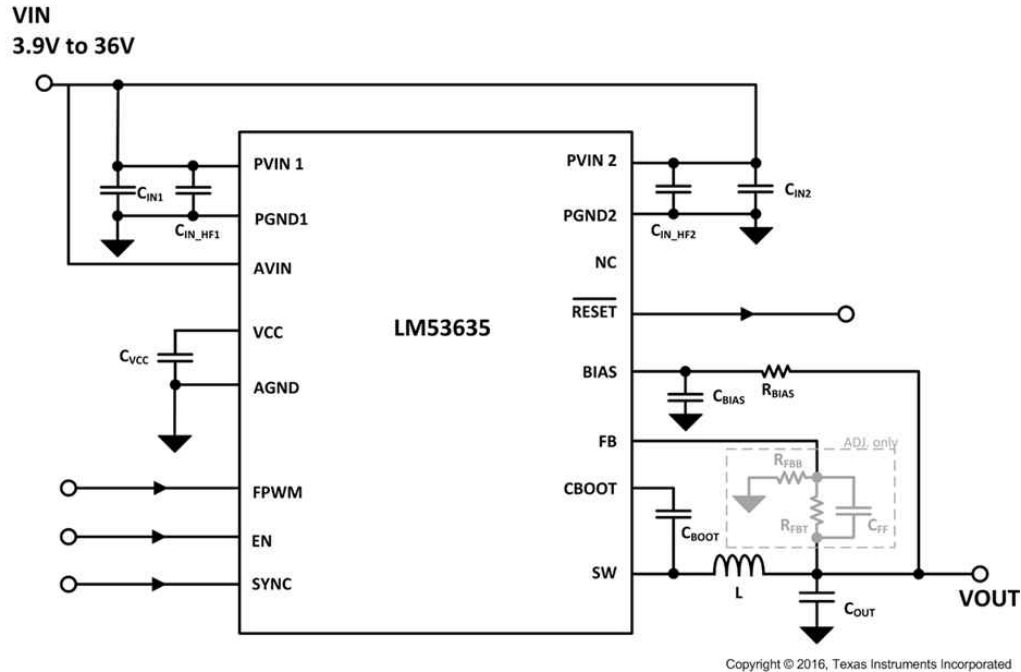 VIN
3.9V to 36V
PVIN 1
PVIN 2
CIN1
CIN_HF1
PGND1
PGND2
CIN_HF2
CIN2
AVIN
NC
LM53635
RESET
VCC
CVCC
AGND
BIAS
CBIAS
RBIAS
FB
ADJ. only
RFBB
RFBT
CFF
FPWM
CBOOT
CBOOT
EN
SYNC
SW
L
COUT
VOUT
Copyright © 2016, Texas Instruments Incorporated